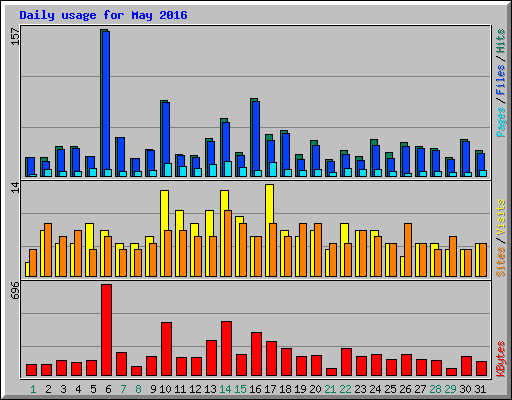 Daily usage for May 2016
157
Pages / Files / Hits
14
Sites / Visits
696
KBytes
1 2 3 4 5 6 7 8 9 10 11 12 13 14 15 16 17 18 19 20 21 22 23 24 25 26 27 28 29 30 31